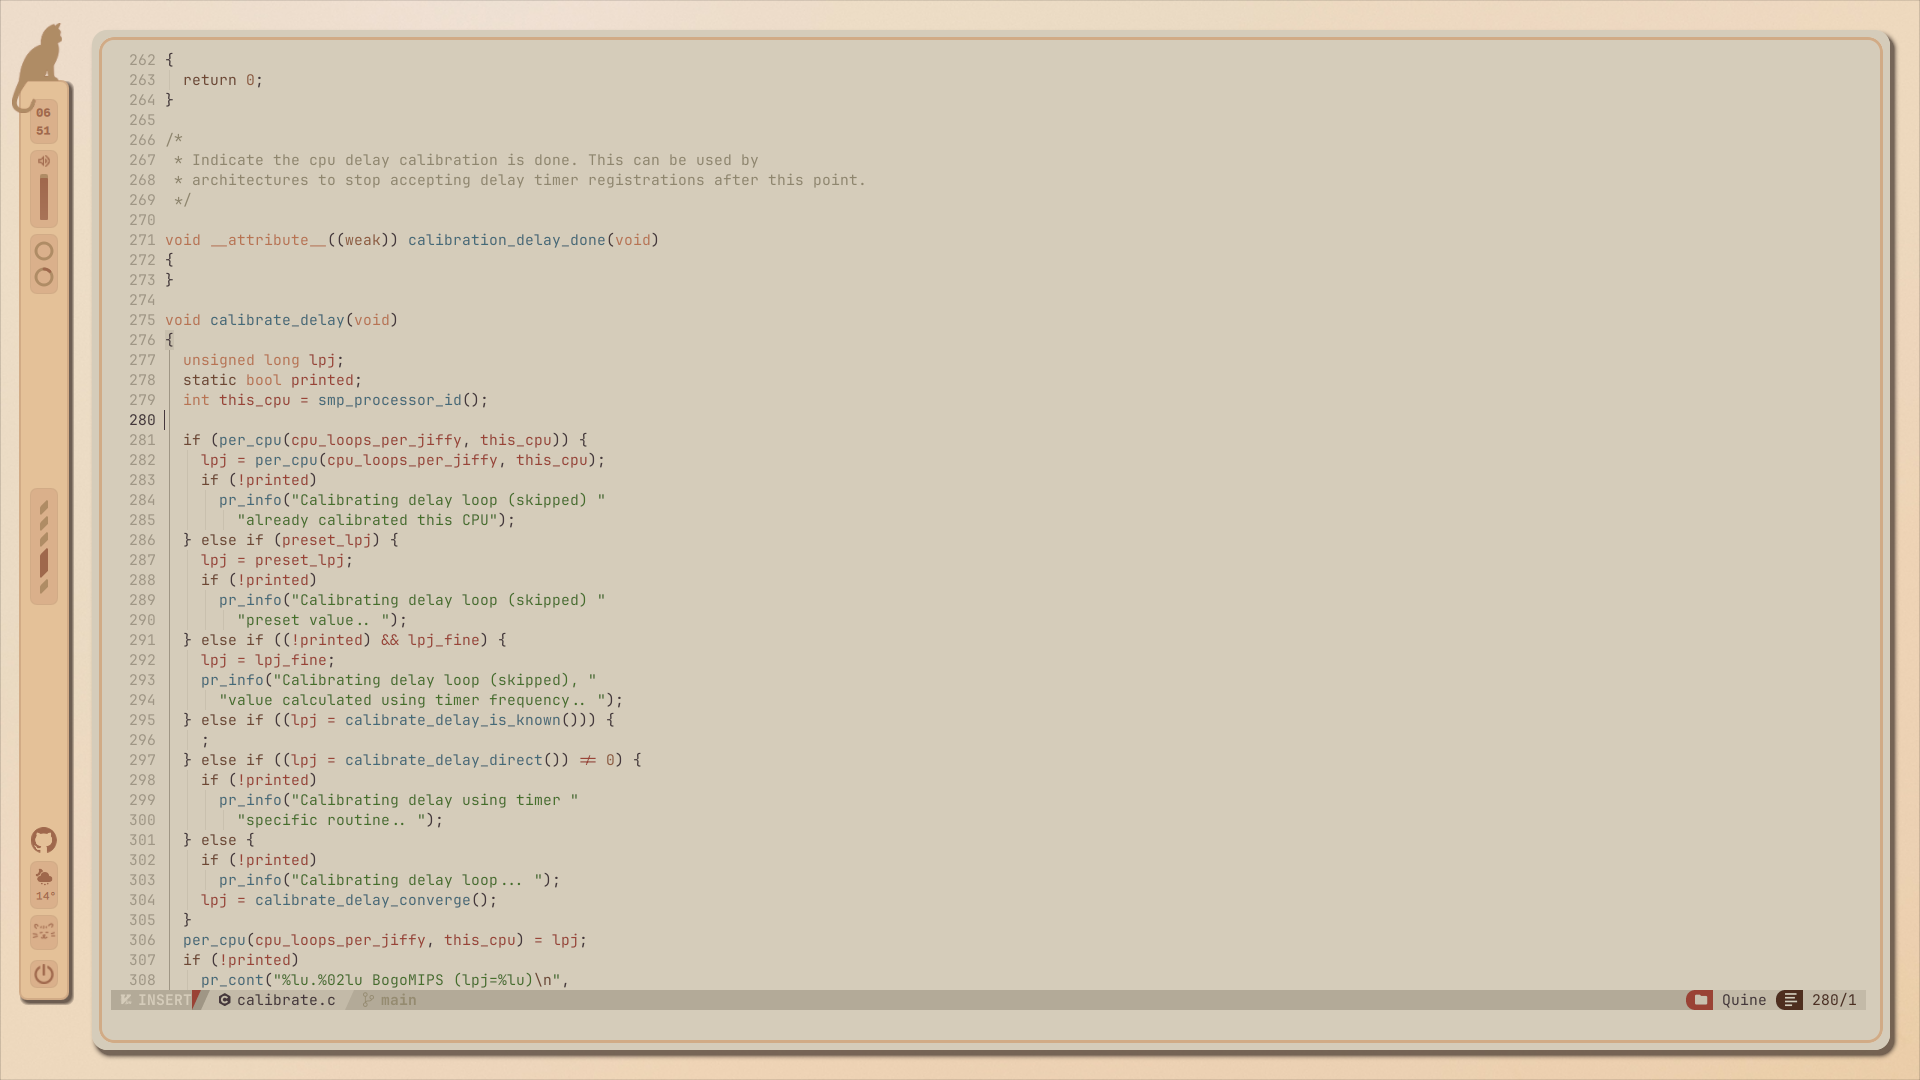 06
51
14°
262 {
263   return 0;
264 }
265
266 /*
267  * Indicate the cpu delay calibration is done. This can be used by
268  * architectures to stop accepting delay timer registrations after this point.
269  */
270
271 void __attribute__((weak)) calibration_delay_done(void)
272 {
273 }
274
275 void calibrate_delay(void)
276 {
277   unsigned long lpj;
278   static bool printed;
279   int this_cpu = smp_processor_id();
280
281   if (per_cpu(cpu_loops_per_jiffy, this_cpu)) {
282     lpj = per_cpu(cpu_loops_per_jiffy, this_cpu);
283     if (!printed)
284       pr_info("Calibrating delay loop (skipped) "
285         "already calibrated this CPU");
286   } else if (preset_lpj) {
287     lpj = preset_lpj;
288     if (!printed)
289       pr_info("Calibrating delay loop (skipped) "
290         "preset value.. ");
291   } else if ((!printed) && lpj_fine) {
292     lpj = lpj_fine;
293     pr_info("Calibrating delay loop (skipped), "
294       "value calculated using timer frequency.. ");
295   } else if ((lpj = calibrate_delay_is_known())) {
296     ;
297   } else if ((lpj = calibrate_delay_direct()) != 0) {
298     if (!printed)
299       pr_info("Calibrating delay using timer "
300         "specific routine.. ");
301   } else {
302     if (!printed)
303       pr_info("Calibrating delay loop... ");
304     lpj = calibrate_delay_converge();
305   }
306   per_cpu(cpu_loops_per_jiffy, this_cpu) = lpj;
307   if (!printed)
308     pr_cont("%lu.%02lu BogoMIPS (lpj=%lu)\n",
INSERT calibrate.c main Quine 280/1